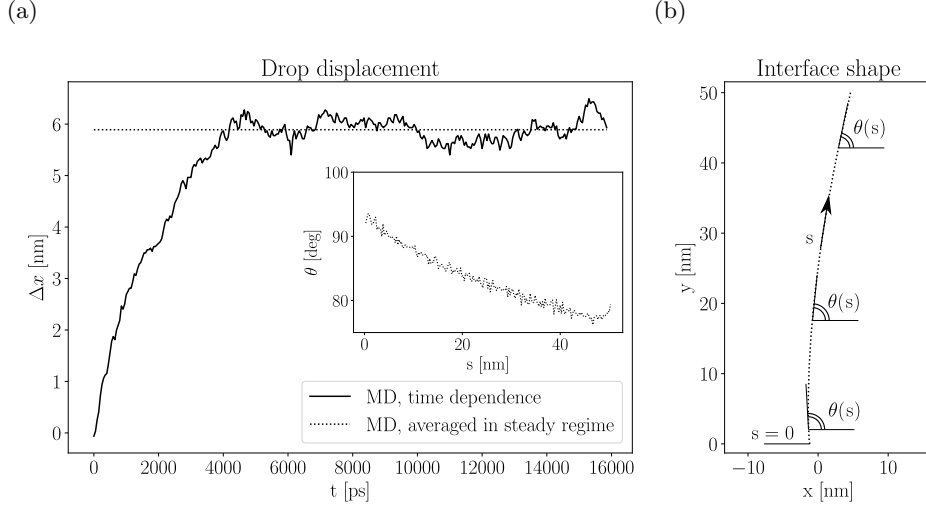 (a)
Drop displacement
Δx [nm]
6
5
4
3
2
1
0
0 2000 4000 6000 8000 10000 12000 14000 16000
t [ps]
100
90
80
θ [deg]
0 20 40
s [nm]
MD, time dependence
MD, averaged in steady regime
(b)
Interface shape
y [nm]
50
40
30
20
10
0
θ(s)
s
θ(s)
θ(s)
s = 0
−10 0 10
x [nm]